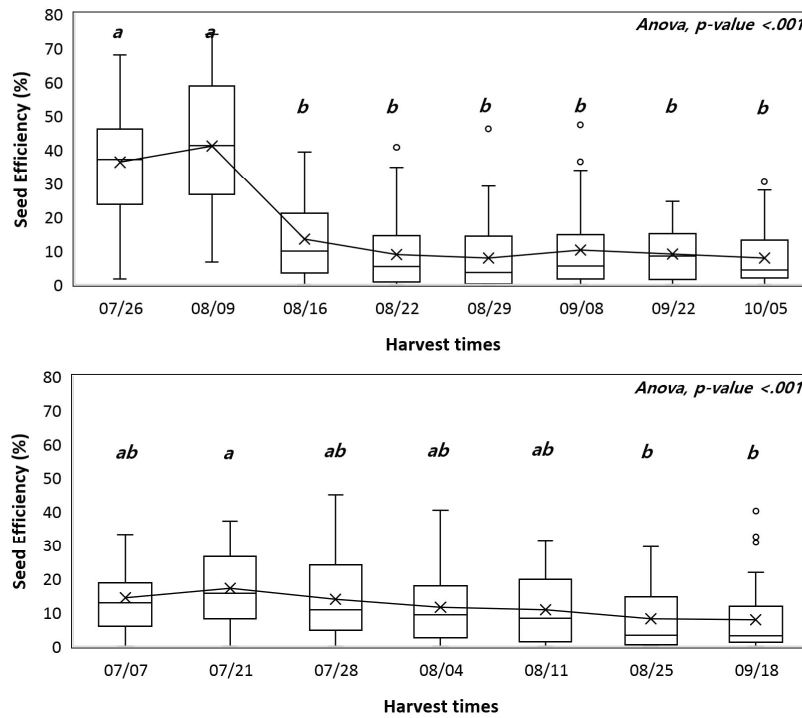 80
a
a
Anova, p-value <.001
70
60
b
b
b
b
b
b
50
40
30
20
10
0
Seed Efficiency (%)
07/26
08/09
08/16
08/22
08/29
09/08
09/22
10/05
Harvest times
80
Anova, p-value <.001
70
60
ab
a
ab
ab
ab
b
b
50
40
30
20
10
0
Seed Efficiency (%)
07/07
07/21
07/28
08/04
08/11
08/25
09/18
Harvest times